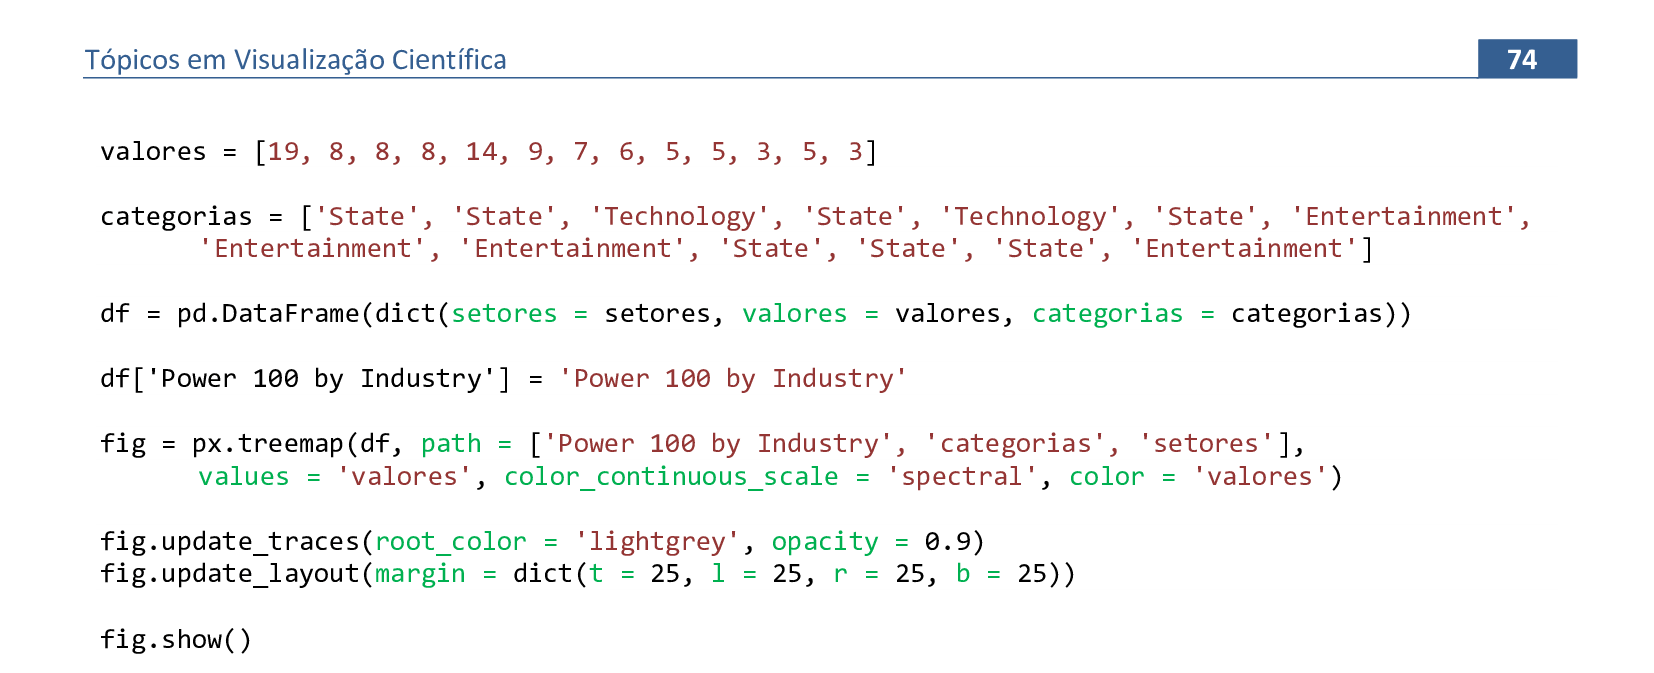 Tópicos em Visualização Científica 74
valores = [19, 8, 8, 8, 14, 9, 7, 6, 5, 5, 3, 5, 3]
categorias = ['State', 'State', 'Technology', 'State', 'Technology', 'State', 'Entertainment',
'Entertainment', 'Entertainment', 'State', 'State', 'State', 'Entertainment']
df = pd.DataFrame(dict(setores = setores, valores = valores, categorias = categorias))
df['Power 100 by Industry'] = 'Power 100 by Industry'
fig = px.treemap(df, path = ['Power 100 by Industry', 'categorias', 'setores'],
values = 'valores', color_continuous_scale = 'spectral', color = 'valores')
fig.update_traces(root_color = 'lightgrey', opacity = 0.9)
fig.update_layout(margin = dict(t = 25, l = 25, r = 25, b = 25))
fig.show()